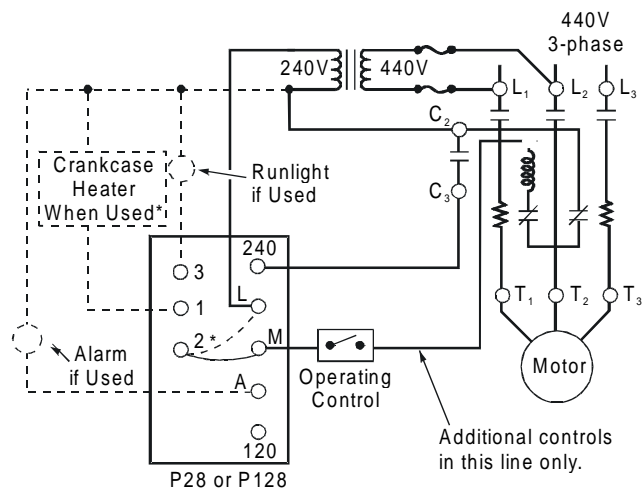 440V
3-phase
240V
440V
L1
L2
L3
C2
C3
Crankcase
Heater
When Used*
Runlight
if Used
240
3
L
1
2*
M
A
120
T1
T2
T3
Motor
Alarm
if Used
Operating
Control
Additional controls
in this line only.
P28 or P128